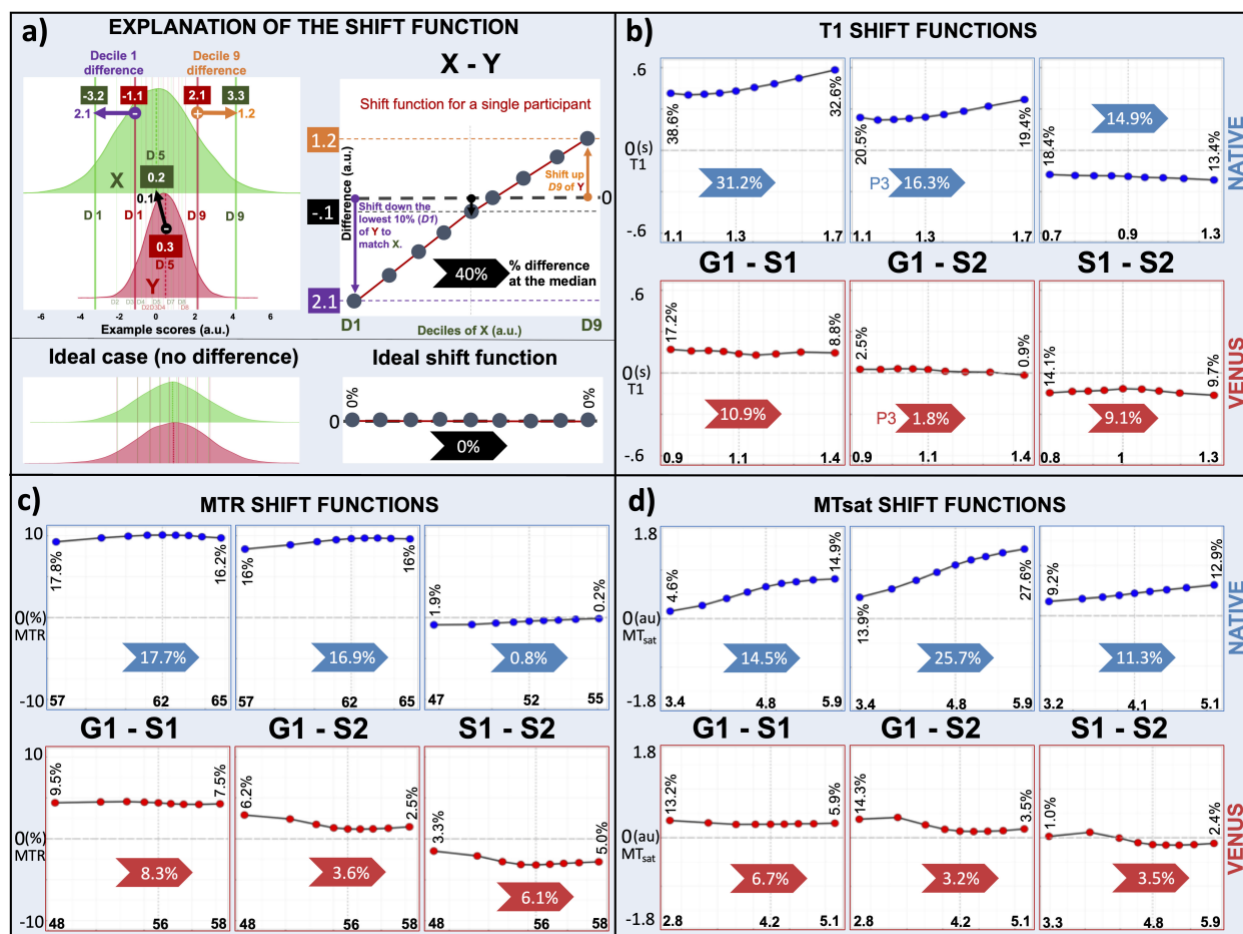 a)
EXPLANATION OF THE SHIFT FUNCTION
Decile 1 difference
Decile 9 difference
-3.2
-1.1
2.1
3.3
2.1
1.2
D 5
X
0.2
0.1
D 1
D 1
D 9
D 9
0.3
D 5
Y
-6 -4 -2 0 2 4 6
Example scores (a.u.)
X - Y
Shift function for a single participant
1.2
Difference (a.u.)
-.1
2.1
0
Shift up
D9 of Y
Shift down the
lowest 10% (D1)
of Y to
match X.
40%
% difference
at the median
D1
D9
Deciles of X (a.u.)
Ideal case (no difference)
Ideal shift function
0%
0%
0
0%
b)
T1 SHIFT FUNCTIONS
.6
0(s)
T1
-.6
38.6%
32.6%
31.2%
1.1 1.3 1.7
20.5%
19.4%
P3
16.3%
1.1 1.3 1.7
18.4%
14.9%
13.4%
0.7 0.9 1.3
NATIVE
G1 - S1
G1 - S2
S1 - S2
.6
0(s)
T1
-.6
17.2%
8.8%
10.9%
0.9 1.1 1.4
2.5%
0.9%
P3
1.8%
0.9 1.1 1.4
14.1%
9.7%
9.1%
0.8 1 1.3
VENUS
c)
MTR SHIFT FUNCTIONS
10
0(%)
MTR
-10
17.8%
16.2%
17.7%
57 62 65
16%
16%
16.9%
57 62 65
1.9%
0.2%
0.8%
47 52 55
G1 - S1
G1 - S2
S1 - S2
10
0(%)
MTR
-10
9.5%
7.5%
8.3%
48 56 58
6.2%
2.5%
3.6%
48 56 58
3.3%
5.0%
6.1%
48 56 58
d)
MTsat SHIFT FUNCTIONS
1.8
0(au)
MTsat
-1.8
4.6%
14.9%
14.5%
3.4 4.8 5.9
13.9%
27.6%
25.7%
3.4 4.8 5.9
9.2%
12.9%
11.3%
3.2 4.1 5.1
NATIVE
G1 - S1
G1 - S2
S1 - S2
1.8
0(au)
MTsat
-1.8
13.2%
5.9%
6.7%
2.8 4.2 5.1
14.3%
3.5%
3.2%
2.8 4.2 5.1
1.0%
2.4%
3.5%
3.3 4.8 5.9
VENUS